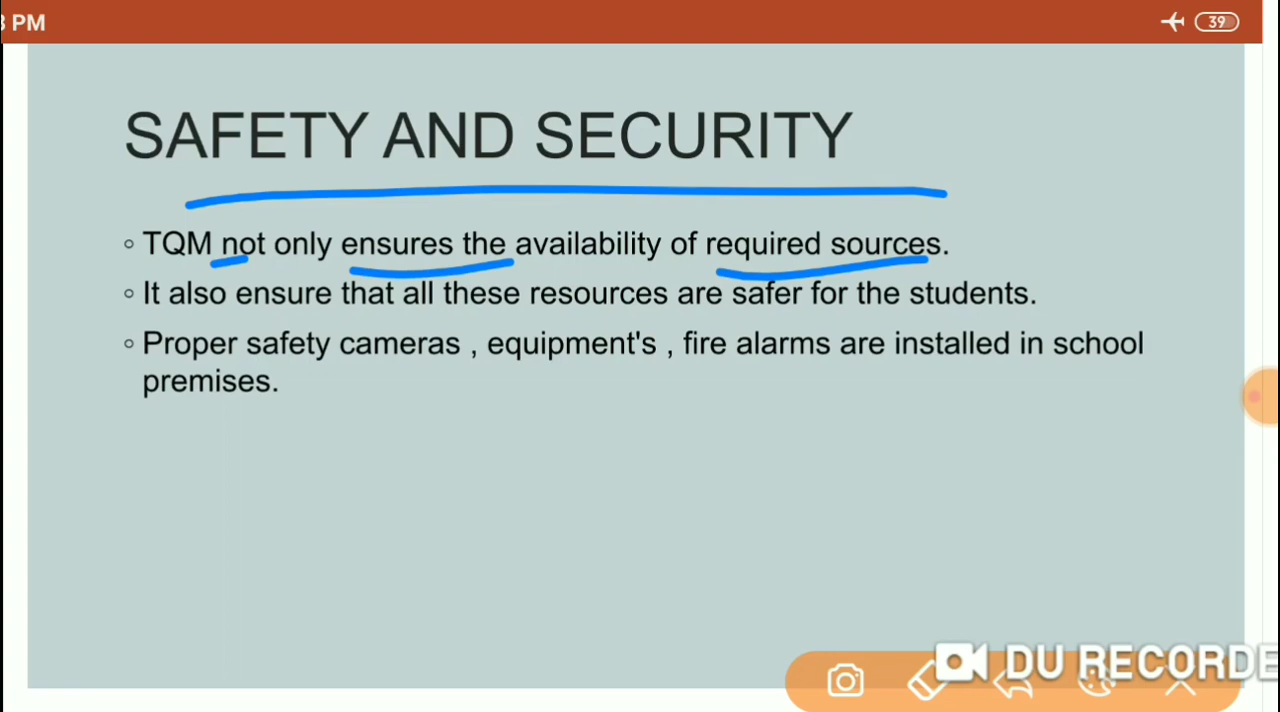 3 PM
39
SAFETY AND SECURITY
◦ TQM not only ensures the availability of required sources.
◦ It also ensure that all these resources are safer for the students.
◦ Proper safety cameras , equipment's , fire alarms are installed in school
premises.
DU RECORDE